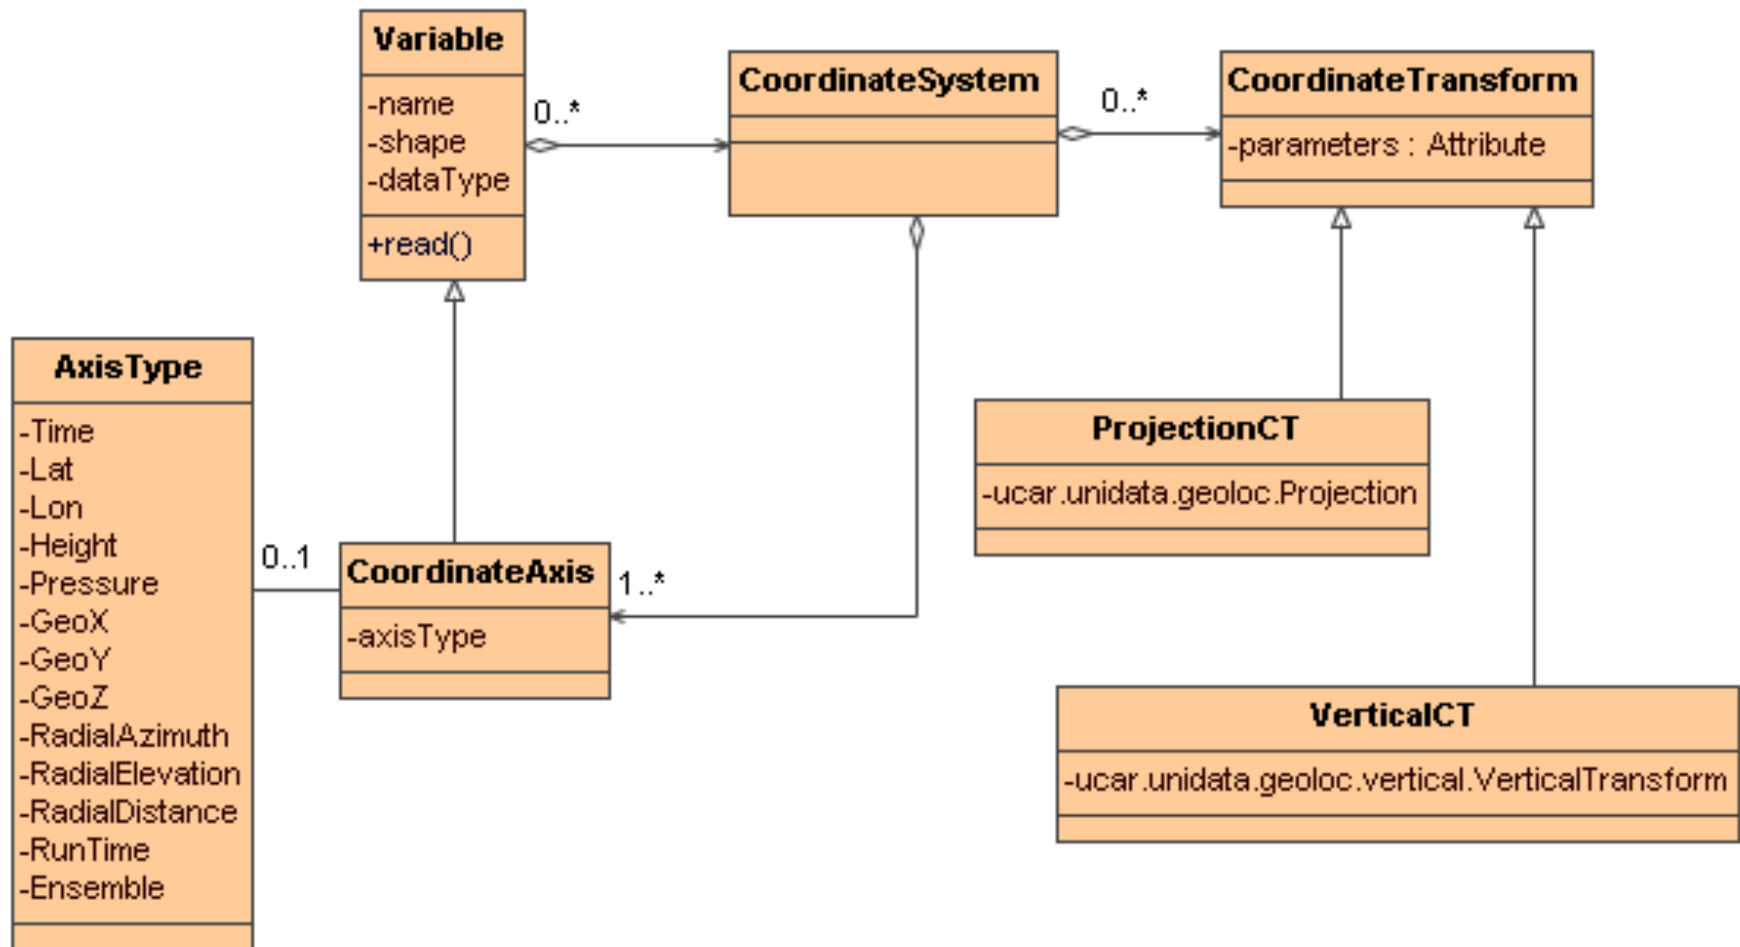 Variable
-name
-shape
-dataType
+read()
0..*
CoordinateSystem
0..*
CoordinateTransform
-parameters : Attribute
AxisType
-Time
-Lat
-Lon
-Height
-Pressure
-GeoX
-GeoY
-GeoZ
-RadialAzimuth
-RadialElevation
-RadialDistance
-RunTime
-Ensemble
0..1
CoordinateAxis
-axisType
1..*
ProjectionCT
-ucar.unidata.geoloc.Projection
VerticalCT
-ucar.unidata.geoloc.vertical.VerticalTransform